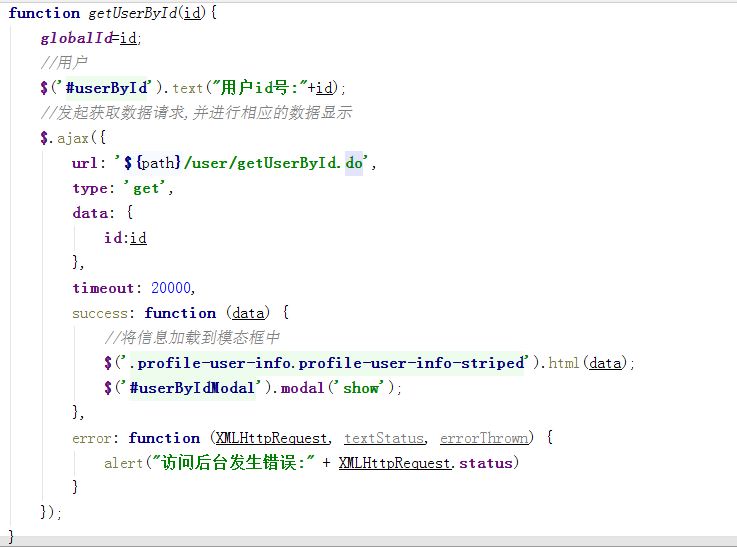 function getUserById(id){
globalId=id;
//用户
$('#userById').text("用户id号:"+id);
//发起获取数据请求,并进行相应的数据显示
$.ajax({
url: '${path}/user/getUserById.do',
type: 'get',
data: {
id:id
},
timeout: 20000,
success: function (data) {
//将信息加载到模态框中
$('.profile-user-info.profile-user-info-striped').html(data);
$('#userByIdModal').modal('show');
},
error: function (XMLHttpRequest, textStatus, errorThrown) {
alert("访问后台发生错误:" + XMLHttpRequest.status)
}
});
}